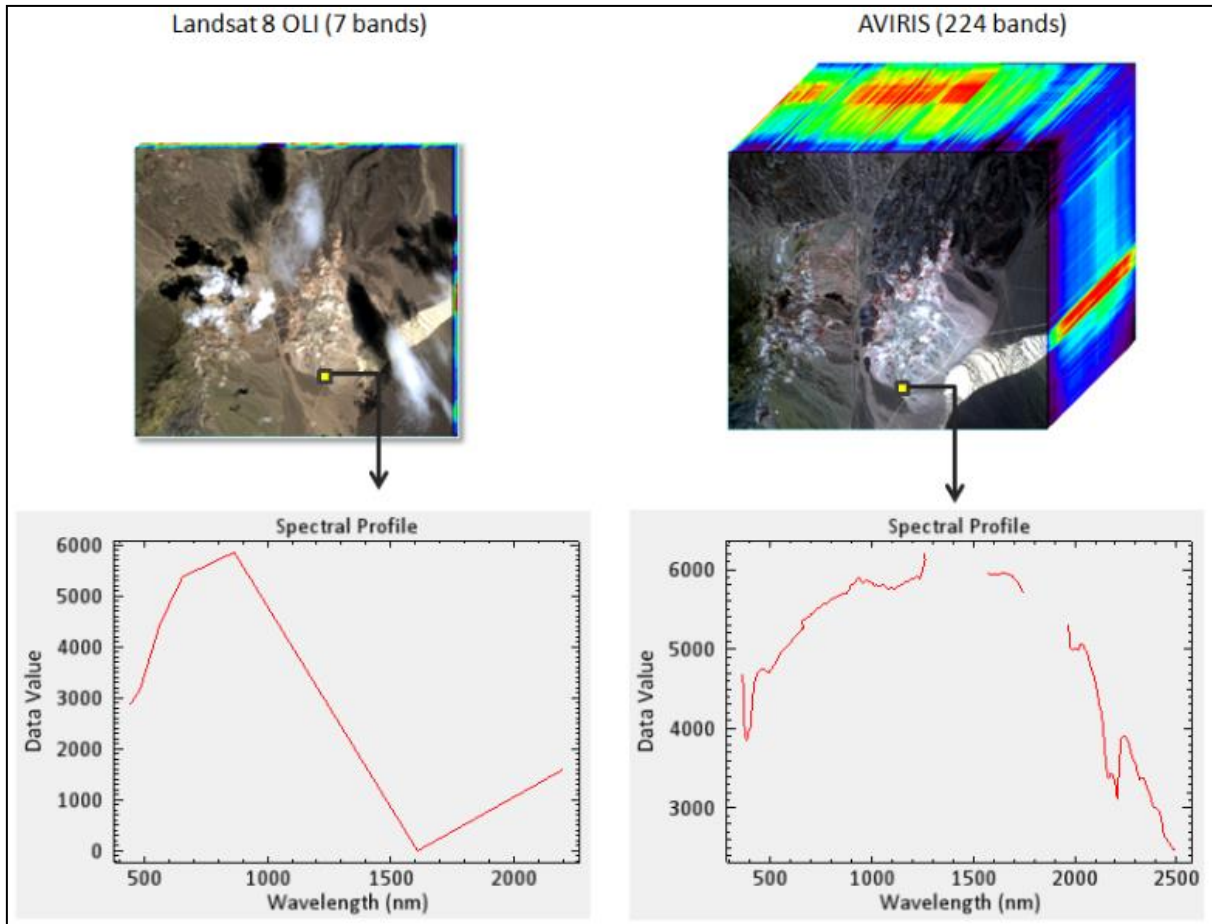 Landsat 8 OLI (7 bands)
AVIRIS (224 bands)
Spectral Profile
6000
5000
4000
3000
2000
1000
0
Data Value
500
1000
1500
2000
Wavelength (nm)
Spectral Profile
6000
5000
4000
3000
Data Value
500
1000
1500
2000
2500
Wavelength (nm)